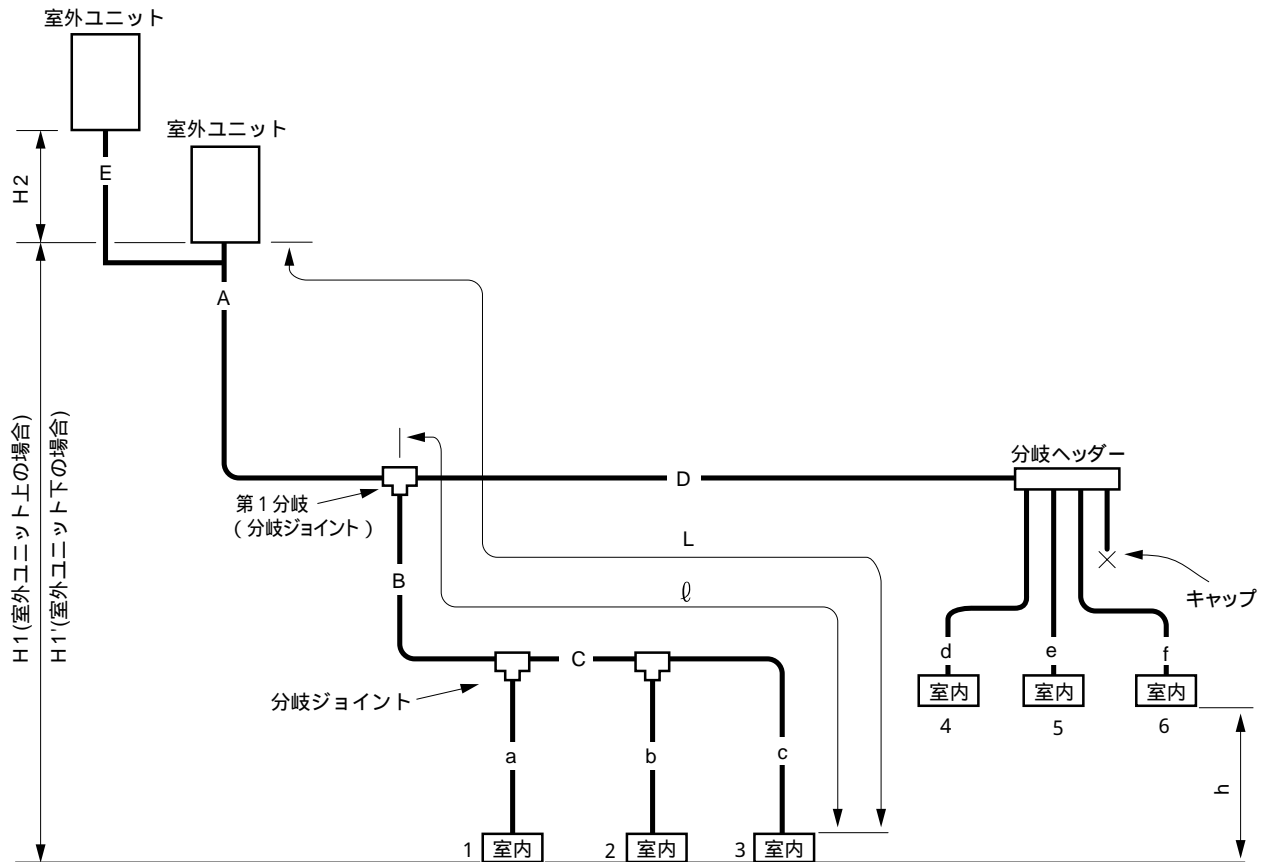 室外ユニット
室外ユニット
H2
E
A
H1(室外ユニット上の場合)
H1'(室外ユニット下の場合)
第1分岐
(分岐ジョイント)
D
分岐ヘッダー
L
ℓ
B
キャップ
C
分岐ジョイント
a
b
c
d
e
f
室内
室内
室内
4
5
6
h
1
室内
2
室内
3
室内